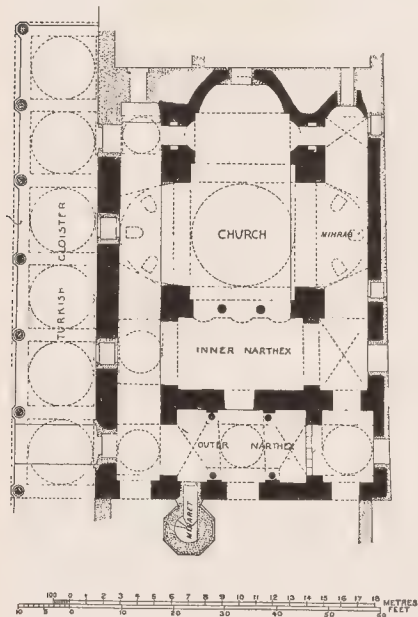 CHURCH
MIHRAB
TURKISH CLOISTER
INNER NARTHEX
OUTER NARTHEX
MINARET
100 0 1 2 3 4 5 6 7 8 9 10 11 12 13 14 15 16 17 18 METRES
10 0 10 20 30 40 50 60 FEET